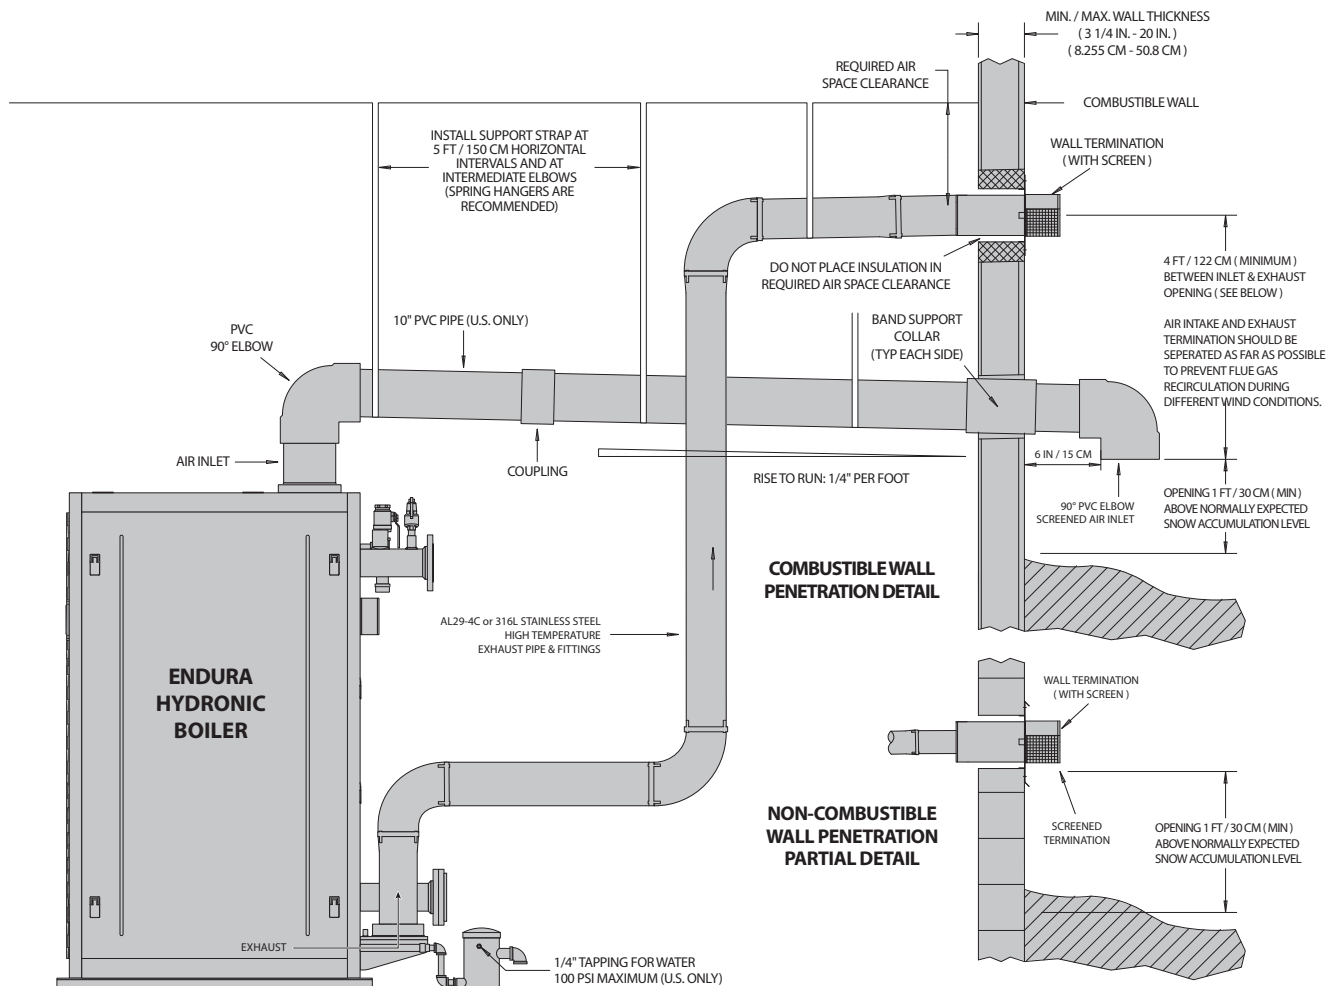 MIN. / MAX. WALL THICKNESS
( 3 1/4 IN. - 20 IN. )
( 8.255 CM - 50.8 CM )
REQUIRED AIR
SPACE CLEARANCE
COMBUSTIBLE WALL
INSTALL SUPPORT STRAP AT
5 FT / 150 CM HORIZONTAL
INTERVALS AND AT
INTERMEDIATE ELBOWS
(SPRING HANGERS ARE
RECOMMENDED)
WALL TERMINATION
( WITH SCREEN )
DO NOT PLACE INSULATION IN
REQUIRED AIR SPACE CLEARANCE
4 FT / 122 CM ( MINIMUM )
BETWEEN INLET & EXHAUST
OPENING ( SEE BELOW )
AIR INTAKE AND EXHAUST
TERMINATION SHOULD BE
SEPERATED AS FAR AS POSSIBLE
TO PREVENT FLUE GAS
RECIRCULATION DURING
DIFFERENT WIND CONDITIONS.
PVC
90° ELBOW
10" PVC PIPE (U.S. ONLY)
BAND SUPPORT
COLLAR
(TYP EACH SIDE)
AIR INLET
COUPLING
RISE TO RUN: 1/4" PER FOOT
6 IN / 15 CM
90° PVC ELBOW
SCREENED AIR INLET
OPENING 1 FT / 30 CM ( MIN )
ABOVE NORMALLY EXPECTED
SNOW ACCUMULATION LEVEL
COMBUSTIBLE WALL
PENETRATION DETAIL
AL29-4C or 316L STAINLESS STEEL
HIGH TEMPERATURE
EXHAUST PIPE & FITTINGS
ENDURA
HYDRONIC
BOILER
WALL TERMINATION
( WITH SCREEN )
NON-COMBUSTIBLE
WALL PENETRATION
PARTIAL DETAIL
SCREENED
TERMINATION
OPENING 1 FT / 30 CM ( MIN )
ABOVE NORMALLY EXPECTED
SNOW ACCUMULATION LEVEL
EXHAUST
1/4" TAPPING FOR WATER
100 PSI MAXIMUM (U.S. ONLY)